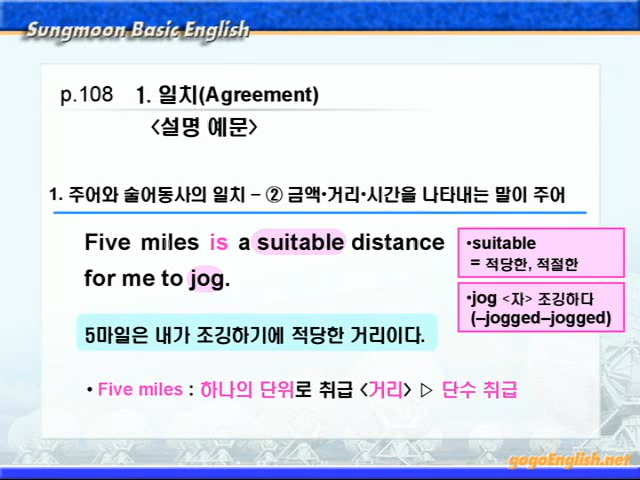 Sungmoon Basic English
p.108 1. 일치(Agreement)
<설명 예문>
1. 주어와 술어동사의 일치 – ② 금액•거리•시간을 나타내는 말이 주어
Five miles is a suitable distance
for me to jog.
•suitable
= 적당한, 적절한
•jog <자> 조깅하다
(–jogged–jogged)
5마일은 내가 조깅하기에 적당한 거리이다.
• Five miles : 하나의 단위로 취급 <거리> ▷ 단수 취급
gogoEnglish.net